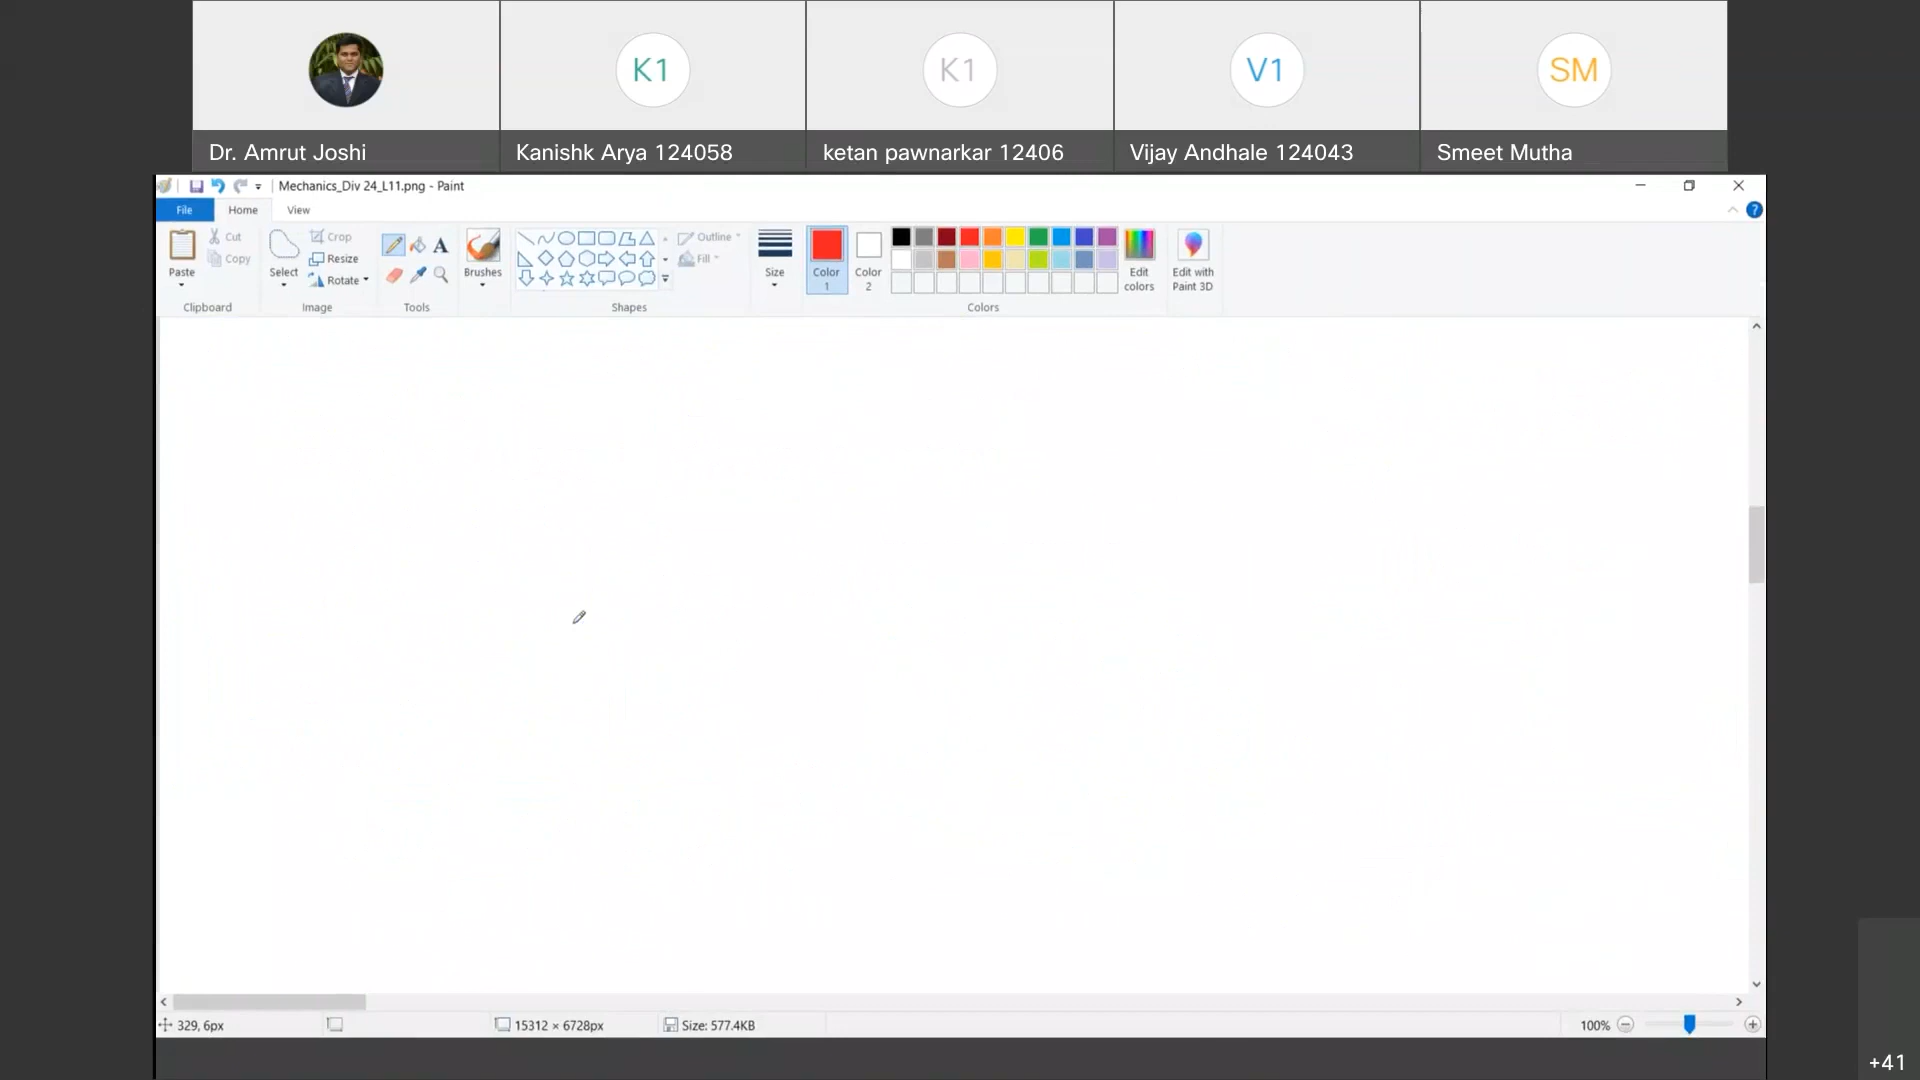 K1
K1
V1
SM
Dr. Amrut Joshi
Kanishk Arya 124058
ketan pawnarkar 12406
Vijay Andhale 124043
Smeet Mutha
Mechanics_Div 24_L11.png - Paint
File
Home
View
?
Paste
Cut
Copy
Clipboard
Select
Crop
Resize
Rotate
Image
A
Tools
Brushes
Outline
Fill
Shapes
Size
Color
1
Color
2
Edit
colors
Colors
Edit with
Paint 3D
329, 6px
15312 × 6728px
Size: 577.4KB
100%
+41